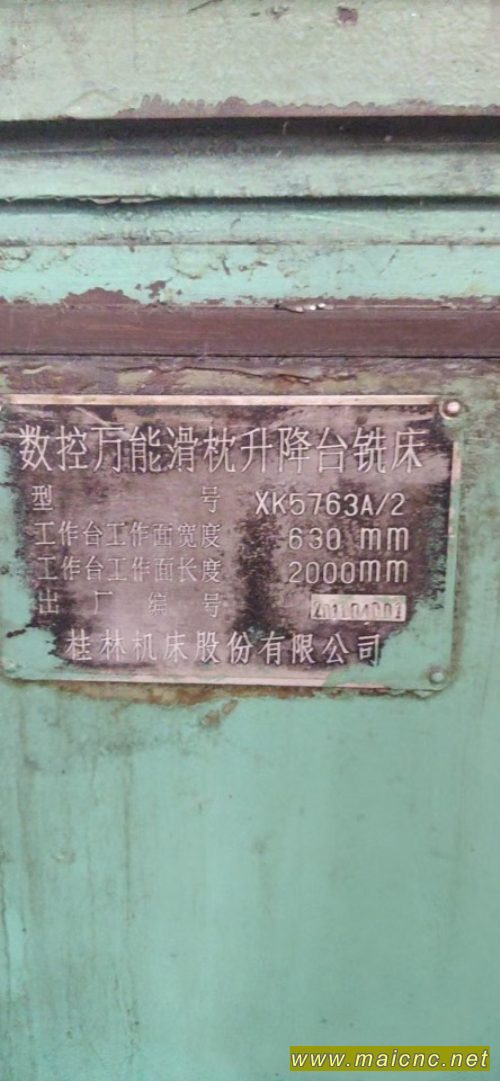 数控万能滑枕升降台铣床
型 号 XK5763A/2
工作台工作面宽度 630 mm
工作台工作面长度 2000mm
出厂编号
桂林机床股份有限公司
www.maicnc.net